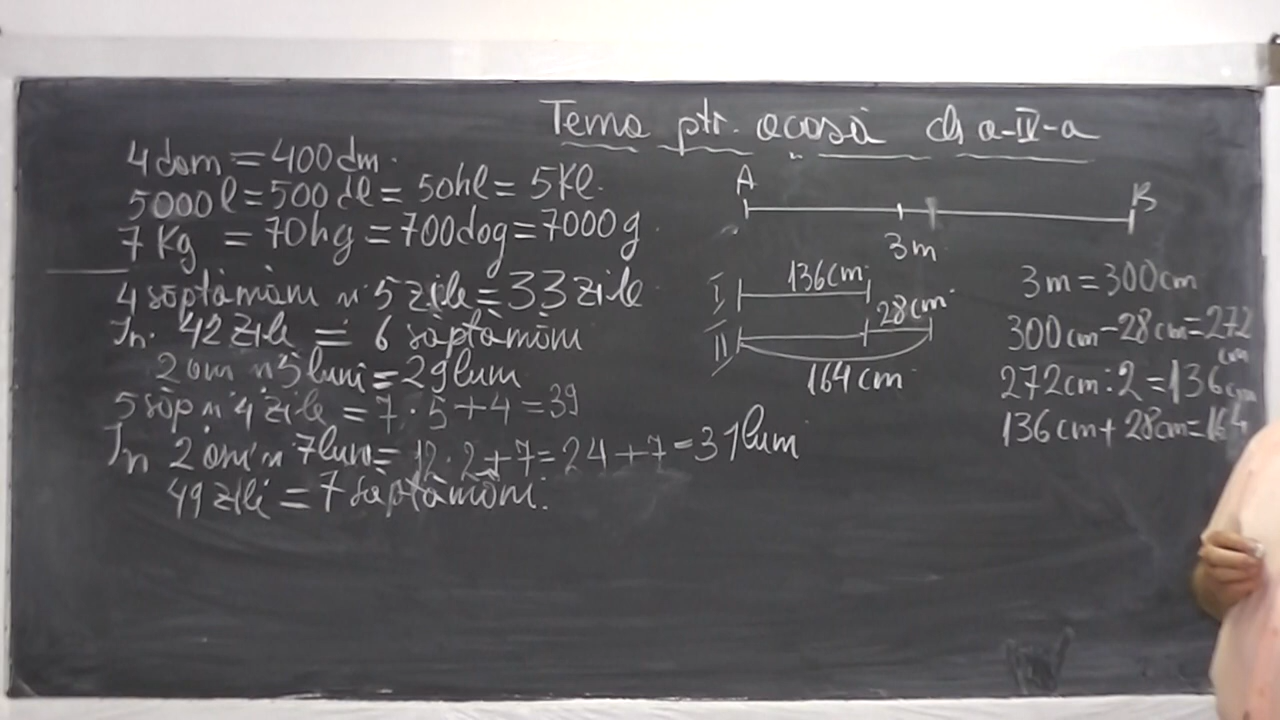 Tema ptr. acasă cls a-IV-a
4 dam = 400 dm.
5000 l = 500 dl = 50 hl = 5 Kl.
7 Kg = 70 hg = 700 dag = 7000 g
4 săptămâni și 5 zile = 33 zile
În 42 zile = 6 săptămâni
2 ani și 5 luni = 29 luni
5 săp și 4 zile = 7 · 5 + 4 = 39
În 2 ani și 7 luni = 12 · 2 + 7 = 24 + 7 = 31 luni
49 zile = 7 săptămâni.
A B
3 m
I 136 cm
28 cm
II
164 cm
3 m = 300 cm
300 cm - 28 cm = 272
cm
272 cm : 2 = 136 cm
136 cm + 28 cm = 164